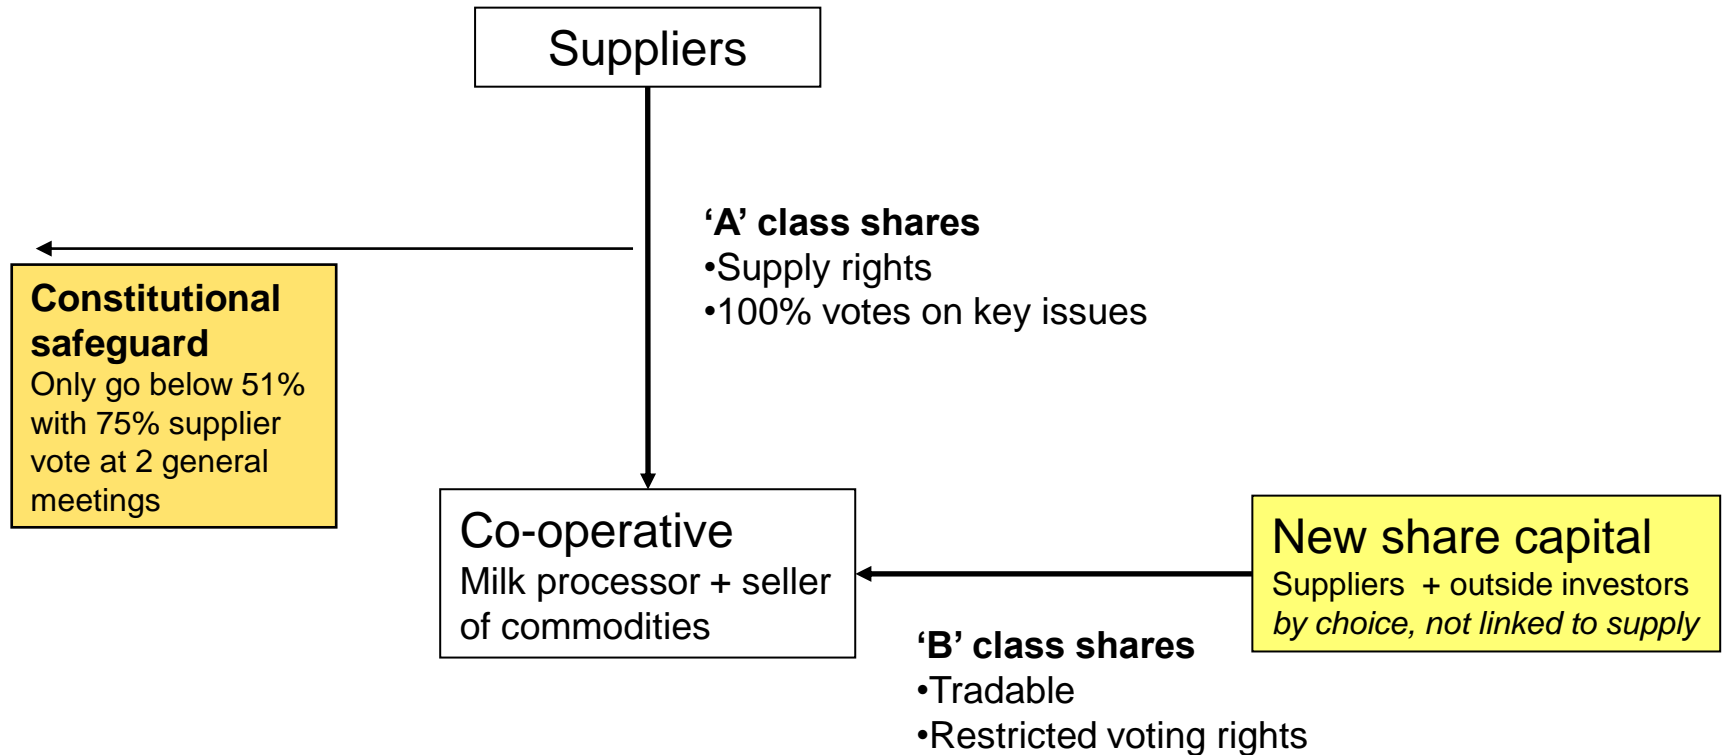 Suppliers
‘A’ class shares
•Supply rights
•100% votes on key issues
Constitutional
safeguard
Only go below 51%
with 75% supplier
vote at 2 general
meetings
Co-operative
Milk processor + seller
of commodities
New share capital
Suppliers + outside investors
by choice, not linked to supply
‘B’ class shares
•Tradable
•Restricted voting rights